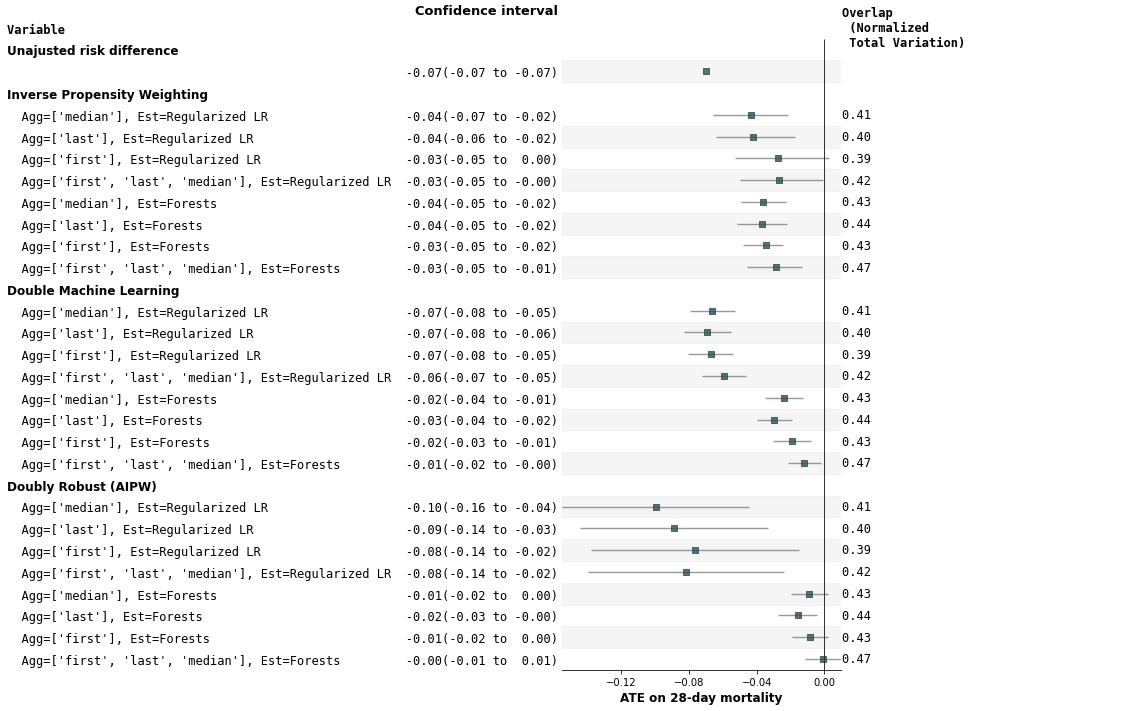 Confidence interval
Overlap
(Normalized
Total Variation)
Variable
Unajusted risk difference
-0.07(-0.07 to -0.07)
Inverse Propensity Weighting
Agg=['median'], Est=Regularized LR -0.04(-0.07 to -0.02) 0.41
Agg=['last'], Est=Regularized LR -0.04(-0.06 to -0.02) 0.40
Agg=['first'], Est=Regularized LR -0.03(-0.05 to 0.00) 0.39
Agg=['first', 'last', 'median'], Est=Regularized LR -0.03(-0.05 to -0.00) 0.42
Agg=['median'], Est=Forests -0.04(-0.05 to -0.02) 0.43
Agg=['last'], Est=Forests -0.04(-0.05 to -0.02) 0.44
Agg=['first'], Est=Forests -0.03(-0.05 to -0.02) 0.43
Agg=['first', 'last', 'median'], Est=Forests -0.03(-0.05 to -0.01) 0.47
Double Machine Learning
Agg=['median'], Est=Regularized LR -0.07(-0.08 to -0.05) 0.41
Agg=['last'], Est=Regularized LR -0.07(-0.08 to -0.06) 0.40
Agg=['first'], Est=Regularized LR -0.07(-0.08 to -0.05) 0.39
Agg=['first', 'last', 'median'], Est=Regularized LR -0.06(-0.07 to -0.05) 0.42
Agg=['median'], Est=Forests -0.02(-0.04 to -0.01) 0.43
Agg=['last'], Est=Forests -0.03(-0.04 to -0.02) 0.44
Agg=['first'], Est=Forests -0.02(-0.03 to -0.01) 0.43
Agg=['first', 'last', 'median'], Est=Forests -0.01(-0.02 to -0.00) 0.47
Doubly Robust (AIPW)
Agg=['median'], Est=Regularized LR -0.10(-0.16 to -0.04) 0.41
Agg=['last'], Est=Regularized LR -0.09(-0.14 to -0.03) 0.40
Agg=['first'], Est=Regularized LR -0.08(-0.14 to -0.02) 0.39
Agg=['first', 'last', 'median'], Est=Regularized LR -0.08(-0.14 to -0.02) 0.42
Agg=['median'], Est=Forests -0.01(-0.02 to 0.00) 0.43
Agg=['last'], Est=Forests -0.02(-0.03 to -0.00) 0.44
Agg=['first'], Est=Forests -0.01(-0.02 to 0.00) 0.43
Agg=['first', 'last', 'median'], Est=Forests -0.00(-0.01 to 0.01) 0.47
−0.12 −0.08 −0.04 0.00
ATE on 28-day mortality